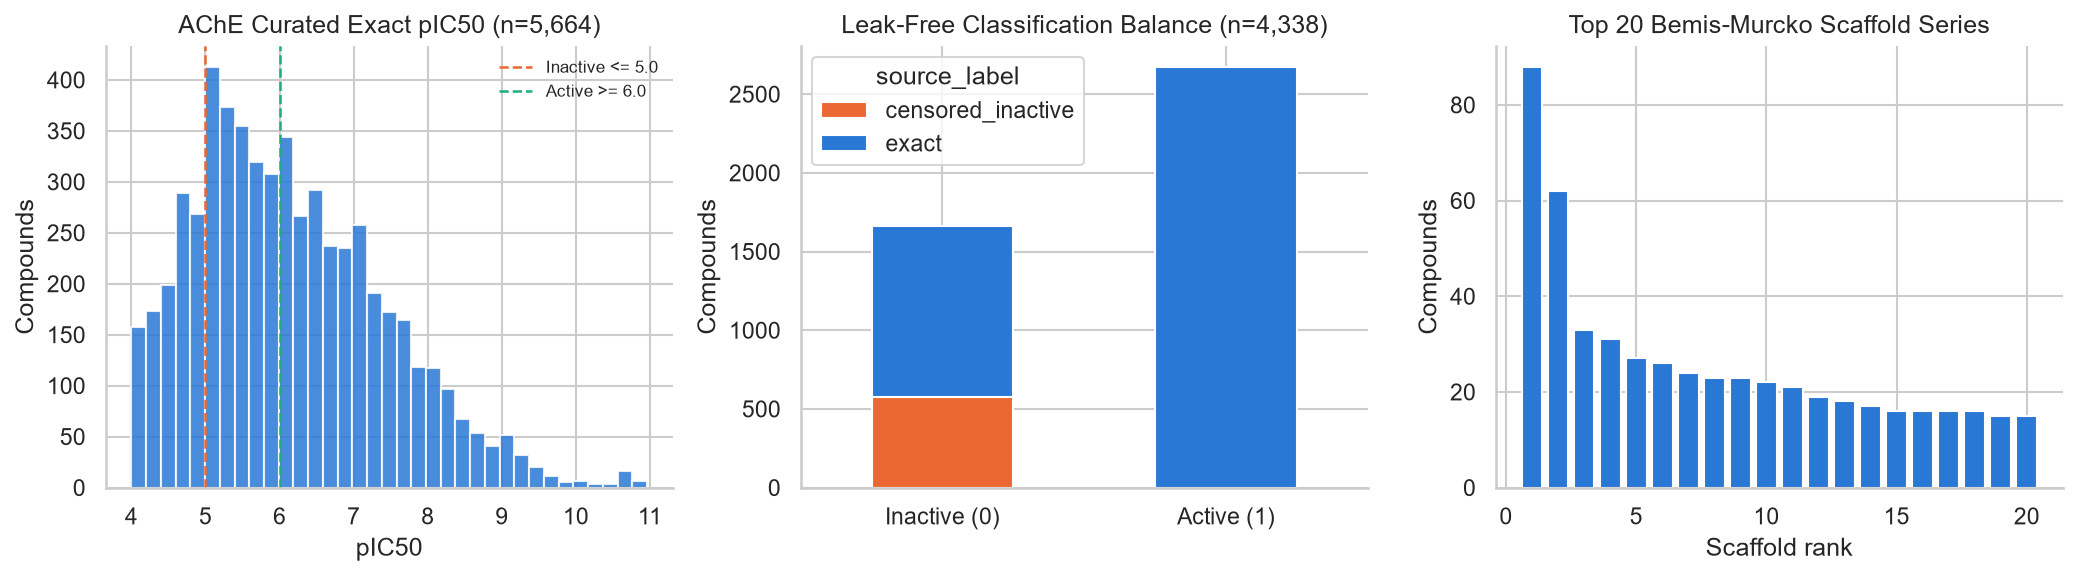 AChE Curated Exact pIC50 (n=5,664)
Inactive <= 5.0
Active >= 6.0
400
350
300
250
200
150
100
50
0
Compounds
4 5 6 7 8 9 10 11
pIC50
Leak-Free Classification Balance (n=4,338)
source_label
censored_inactive
exact
2500
2000
1500
1000
500
0
Compounds
Inactive (0) Active (1)
Top 20 Bemis-Murcko Scaffold Series
80
60
40
20
0
Compounds
0 5 10 15 20
Scaffold rank